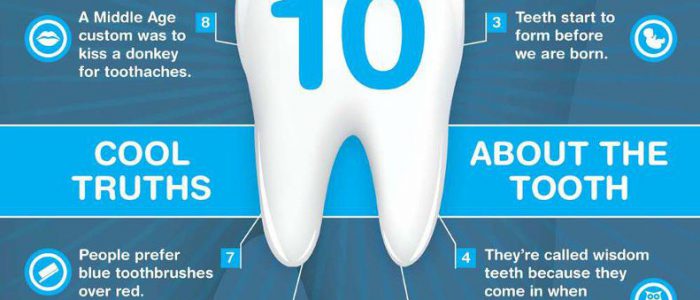 A Middle Age
custom was to
kiss a donkey
for toothaches.
8
10
3
Teeth start to
form before
we are born.
COOL
TRUTHS
ABOUT THE
TOOTH
People prefer
blue toothbrushes
over red.
7
4
They're called wisdom
teeth because they
come in when